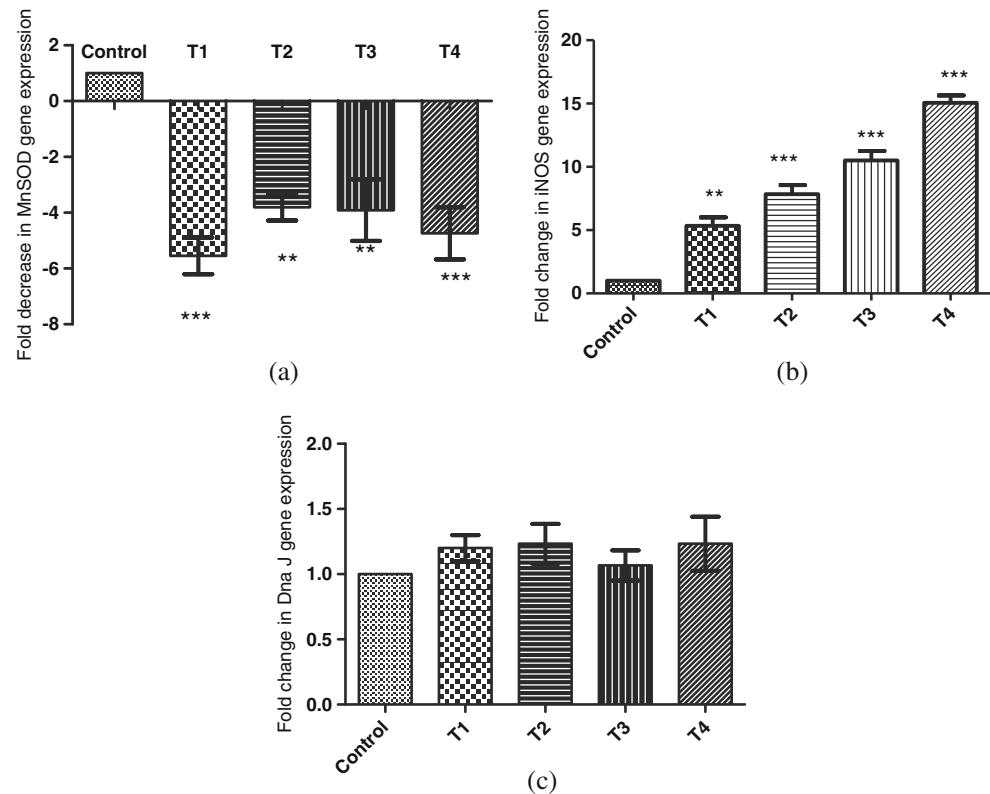 Fold decrease in MnSOD gene expression
2
0
-2
-4
-6
-8
Control T1 T2 T3 T4
*** ** ** ***
(a)
Fold change in iNOS gene expression
20
15
10
5
0
** *** *** ***
Control T1 T2 T3 T4
(b)
Fold change in Dna J gene expression
2.0
1.5
1.0
0.5
0.0
Control T1 T2 T3 T4
(c)